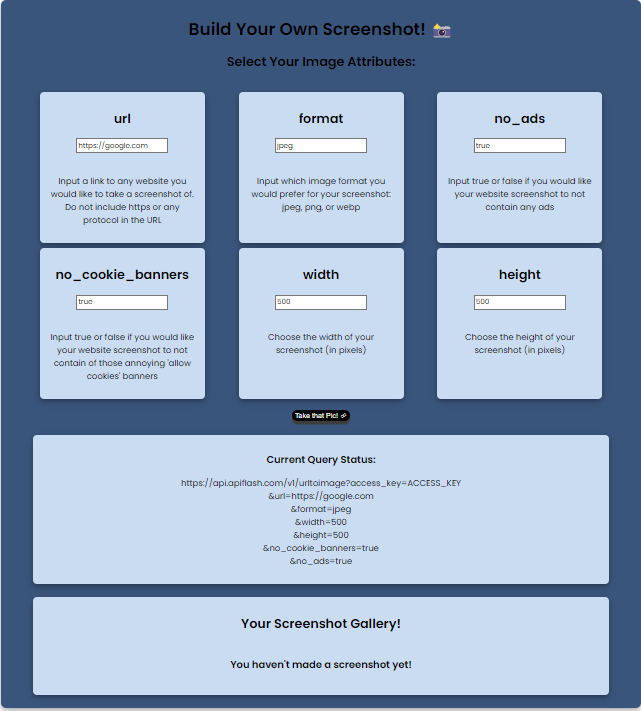 Build Your Own Screenshot! 📸
Select Your Image Attributes:
url
https://google.com
Input a link to any website you
would like to take a screenshot of.
Do not include https or any
protocol in the URL
format
jpeg
Input which image format you
would prefer for your screenshot:
jpeg, png, or webp
no_ads
true
Input true or false if you would like
your website screenshot to not
contain any ads
no_cookie_banners
true
Input true or false if you would like
your website screenshot to not
contain of those annoying 'allow
cookies' banners
width
500
Choose the width of your
screenshot (in pixels)
height
500
Choose the height of your
screenshot (in pixels)
Take that Pic!
Current Query Status:
https://api.apiflash.com/v1/urltoimage?access_key=ACCESS_KEY
&url=https://google.com
&format=jpeg
&width=500
&height=500
&no_cookie_banners=true
&no_ads=true
Your Screenshot Gallery!
You haven't made a screenshot yet!